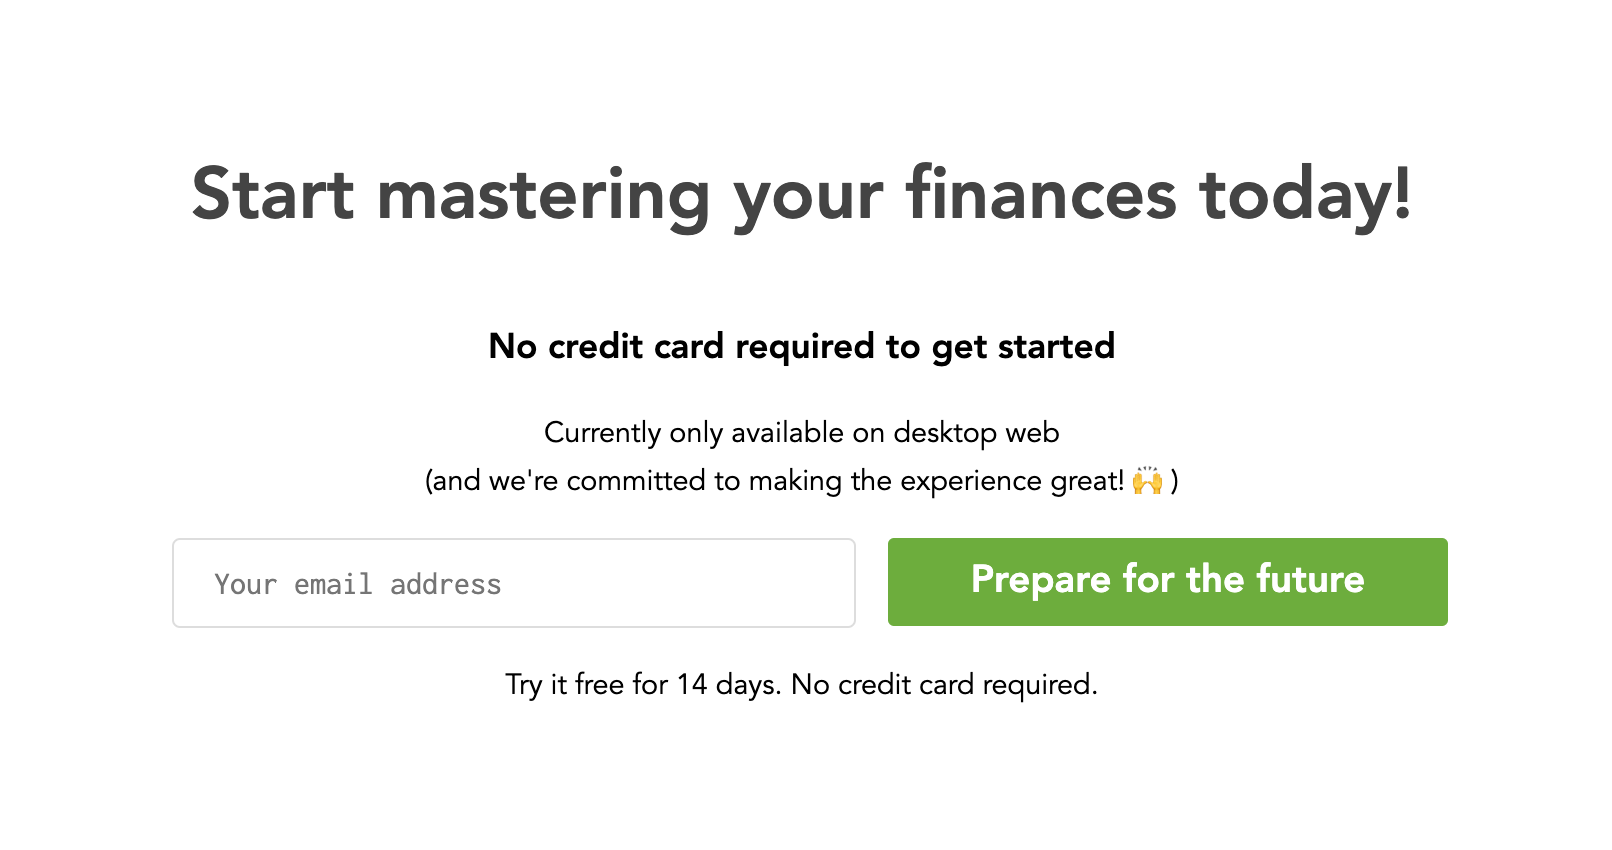 Start mastering your finances today!
No credit card required to get started
Currently only available on desktop web
(and we're committed to making the experience great! 🙌 )
Your email address
Prepare for the future
Try it free for 14 days. No credit card required.